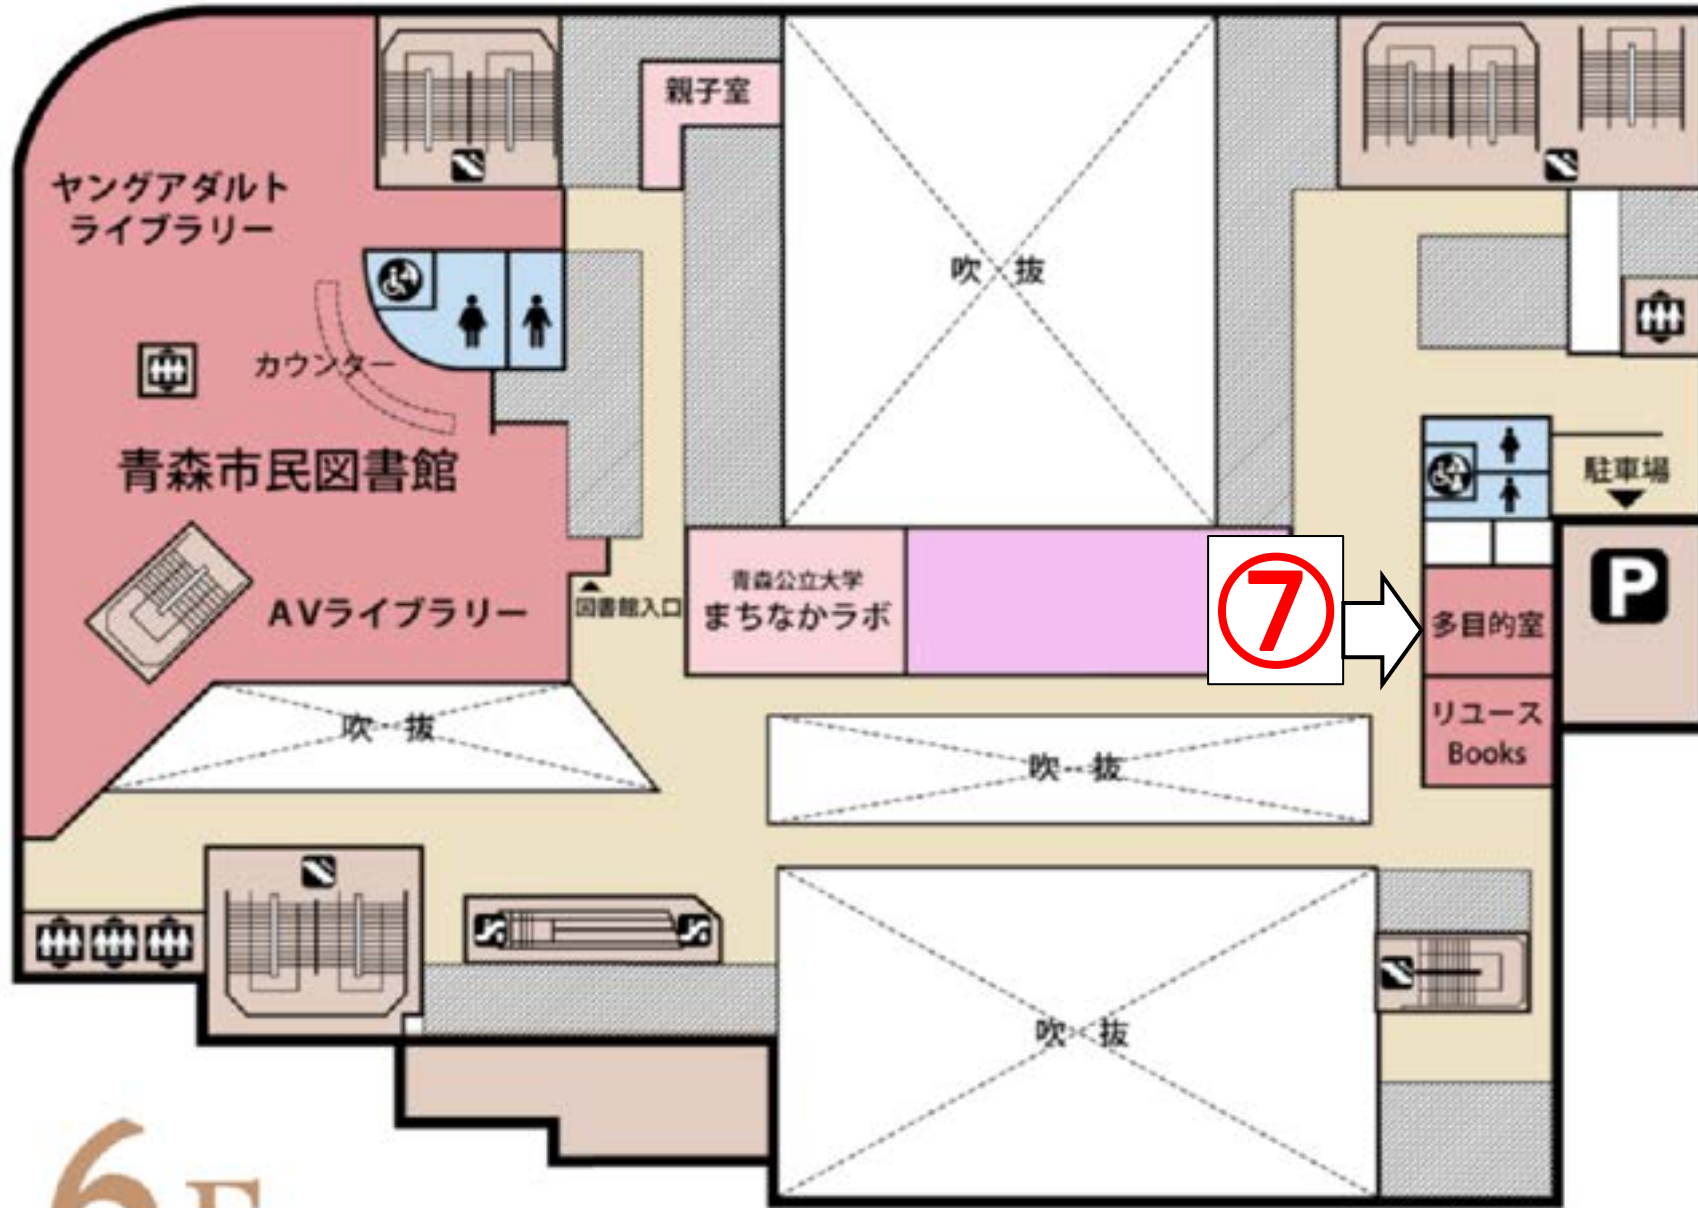 親子室
ヤングアダルト
ライブラリー
吹 抜
カウンター
青森市民図書館
駐車場
P
AVライブラリー
図書館入口
青森公立大学
まちなかラボ
⑦
多目的室
リユース
Books
吹 抜
吹 抜
吹 抜
6F